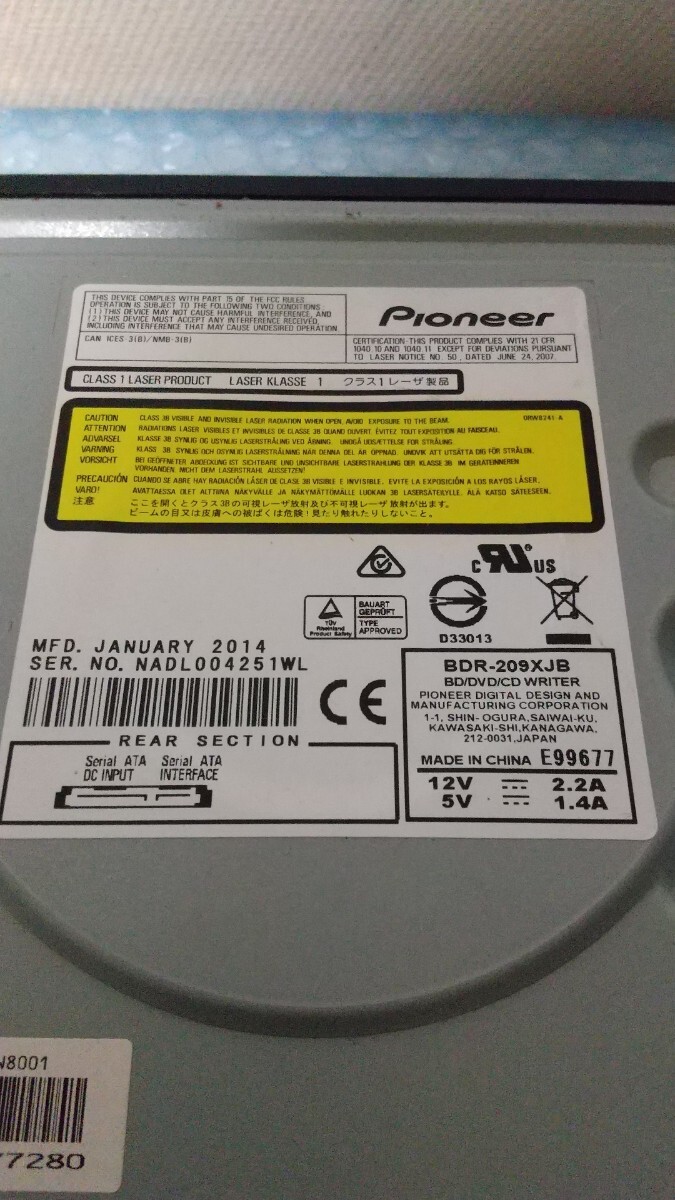 THIS DEVICE COMPLIES WITH PART 15 OF THE FCC RULES
OPERATION IS SUBJECT TO THE FOLLOWING TWO CONDITIONS:
(1) THIS DEVICE MAY NOT CAUSE HARMFUL INTERFERENCE, AND
(2) THIS DEVICE MUST ACCEPT ANY INTERFERENCE RECEIVED,
INCLUDING INTERFERENCE THAT MAY CAUSE UNDESIRED OPERATION.
CAN ICES-3(B)/NMB-3(B)
Pioneer
CERTIFICATION:THIS PRODUCT COMPLIES WITH 21 CFR
1040.10 AND 1040.11 EXCEPT FOR DEVIATIONS PURSUANT
TO LASER NOTICE NO. 50, DATED JUNE 24, 2007.
CLASS 1 LASER PRODUCT LASER KLASSE 1 クラス1レーザ製品
CAUTION CLASS 3B VISIBLE AND INVISIBLE LASER RADIATION WHEN OPEN, AVOID EXPOSURE TO THE BEAM. ORW8241 A
ATTENTION RADIATIONS LASER VISIBLES ET INVISIBLES DE CLASSE 3B QUAND OUVERT. ÉVITEZ TOUT EXPOSITION AU FAISCEAU.
ADVARSEL KLASSE 3B SYNLIG OG USYNLIG LASERSTRÅLING VED ÅBNING. UNDGÅ UDSÆTTELSE FOR STRÅLING.
VARNING KLASS 3B SYNLIG OCH OSYNLIG LASERSTRÅLNING NÄR DENNA DEL ÄR ÖPPNAD. UNDVIK ATT UTSÄTTA DIG FÖR STRÅLEN.
VORSICHT BEI GEÖFFNETER ABDECKUNG IST SICHTBARE UND UNSICHTBARE LASERSTRAHLUNG DER KLASSE 3B IM GERÄTEINNEREN
VORHANDEN. NICHT DEM LASERSTRAHL AUSSETZEN!
PRECAUCIÓN CUANDO SE ABRE HAY RADIACIÓN LÁSER DE CLASE 3B VISIBLE E INVISIBLE. EVITE LA EXPOSICIÓN A LOS RAYOS LÁSER.
VARO! AVATTAESSA OLET ALTTIINA NÄKYVÄLLE JA NÄKYMÄTTÖMÄLLE LUOKAN 3B LASERSÄTEILYLLE. ÄLÄ KATSO SÄTEESEEN.
注意 ここを開くとクラス3Bの可視レーザ放射及び不可視レーザ放射が出ます。
ビームの目又は皮膚への被ばくは危険!見たり触れたりしないこと。
c RU ® US
TÜV
Rheinland
Product Safety
BAUART
GEPRÜFT
TYPE
APPROVED
D33013
MFD. JANUARY 2014
SER. NO. NADL004251WL
CE
REAR SECTION
Serial ATA Serial ATA
DC INPUT INTERFACE
BDR-209XJB
BD/DVD/CD WRITER
PIONEER DIGITAL DESIGN AND
MANUFACTURING CORPORATION
1-1, SHIN-OGURA,SAIWAI-KU,
KAWASAKI-SHI,KANAGAWA,
212-0031,JAPAN
MADE IN CHINA E99677
12V ⎓ 2.2A
5V ⎓ 1.4A
8001
77280